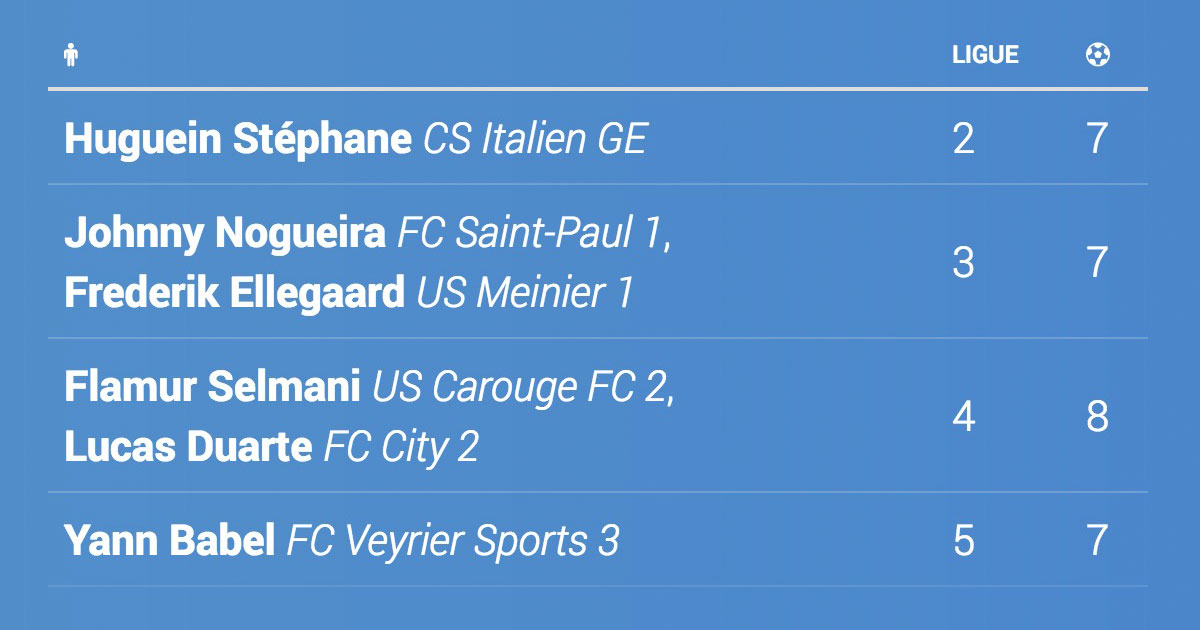 LIGUE
Huguein Stéphane CS Italien GE 2 7
Johnny Nogueira FC Saint-Paul 1,
Frederik Ellegaard US Meinier 1
3 7
Flamur Selmani US Carouge FC 2,
Lucas Duarte FC City 2
4 8
Yann Babel FC Veyrier Sports 3 5 7